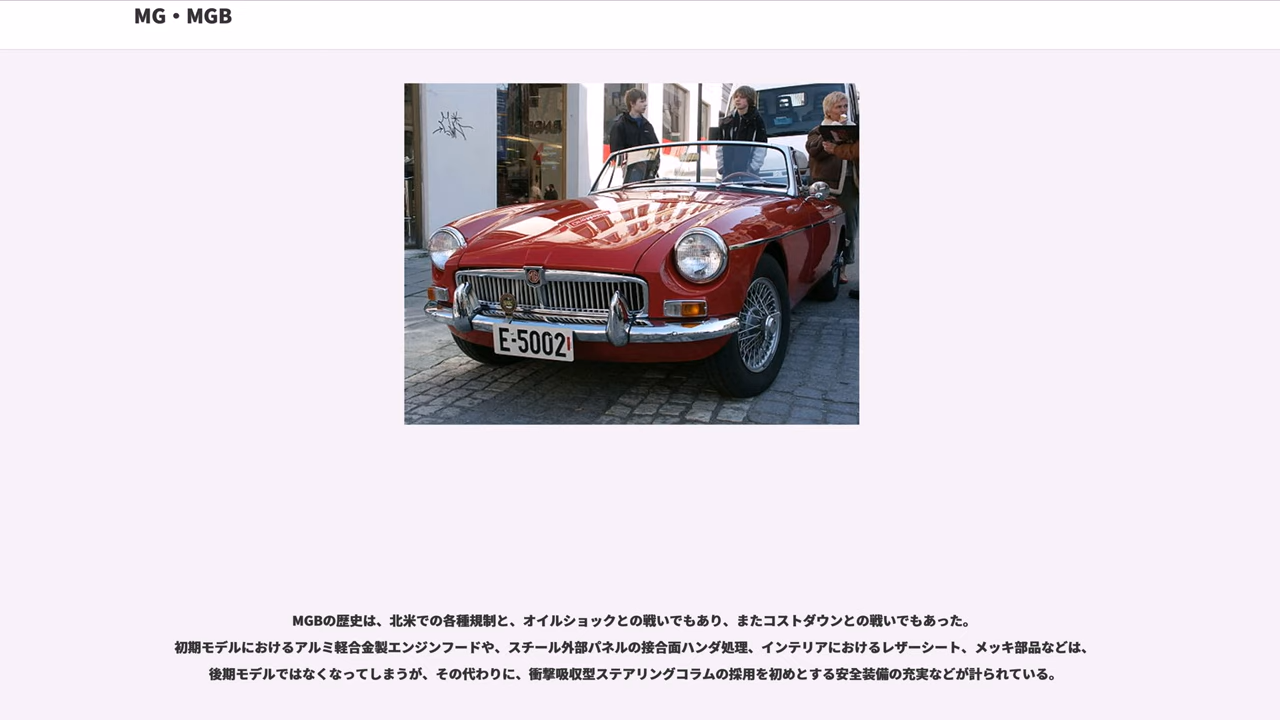 MG・MGB
E-5002
MGBの歴史は、北米での各種規制と、オイルショックとの戦いでもあり、またコストダウンとの戦いでもあった。
初期モデルにおけるアルミ軽合金製エンジンフードや、スチール外部パネルの接合面ハンダ処理、インテリアにおけるレザーシート、メッキ部品などは、
後期モデルではなくなってしまうが、その代わりに、衝撃吸収型ステアリングコラムの採用を初めとする安全装備の充実などが計られている。